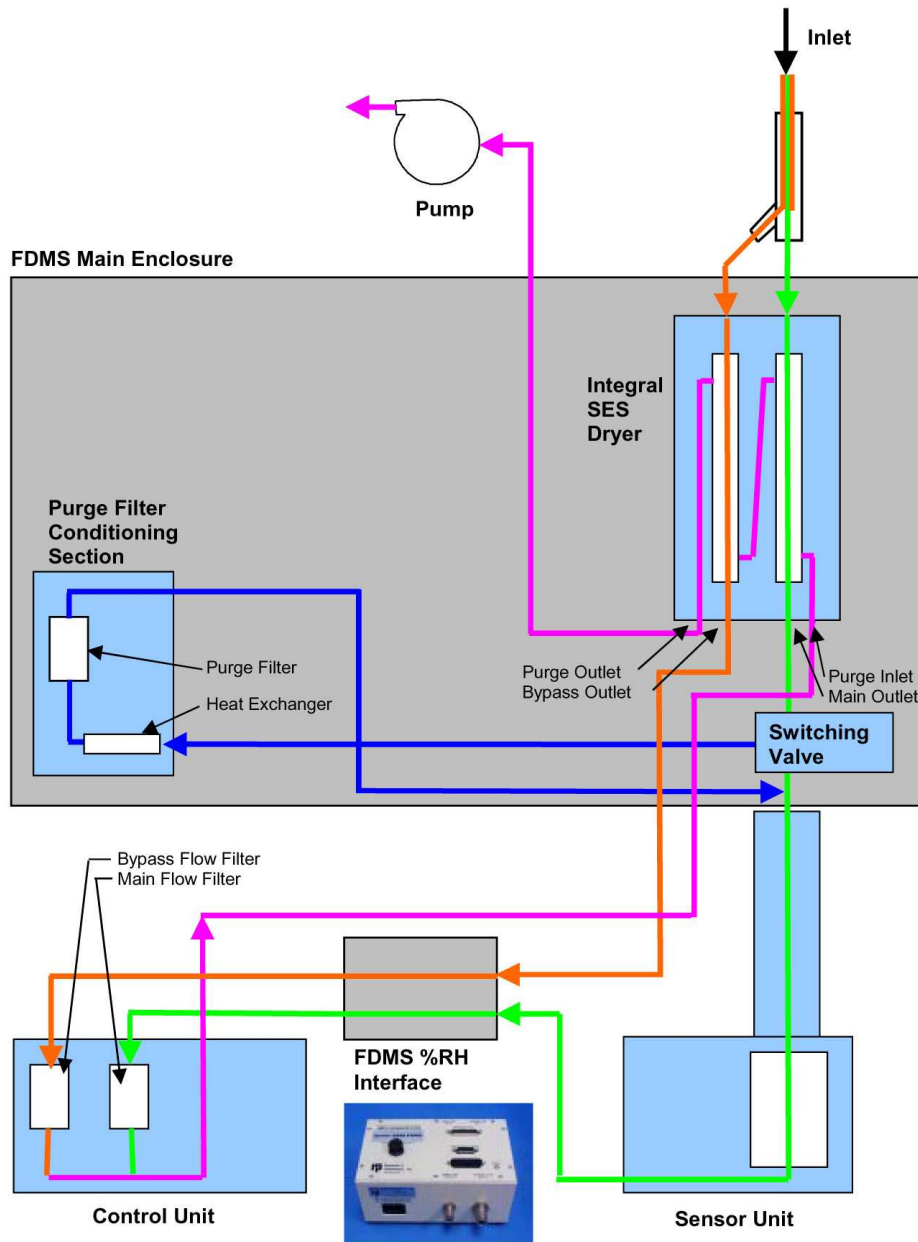 Inlet
Pump
FDMS Main Enclosure
Integral
SES
Dryer
Purge Filter
Conditioning
Section
Purge Filter
Heat Exchanger
Purge Outlet
Bypass Outlet
Purge Inlet
Main Outlet
Switching
Valve
Bypass Flow Filter
Main Flow Filter
FDMS %RH
Interface
Control Unit
Sensor Unit